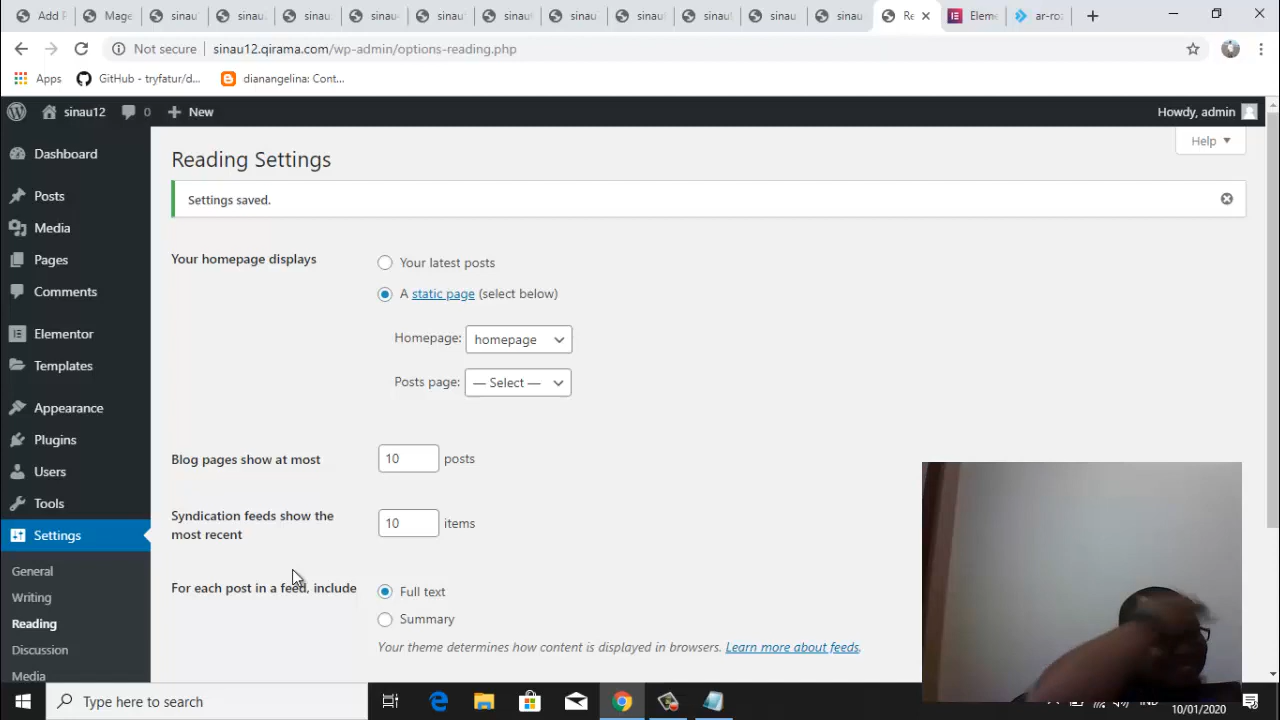 Add P
Mage
sinau
sinau
sinau
sinau-
sinau
sinau
sinau
sinau
sinau
sinau
sinau
Re
Eleme
ar-roz
Not secure
sinau12.qirama.com/wp-admin/options-reading.php
Apps
GitHub - tryfatur/d...
dianangelina: Cont...
sinau12
0
New
Howdy, admin
Help
Dashboard
Posts
Media
Pages
Comments
Elementor
Templates
Appearance
Plugins
Users
Tools
Settings
General
Writing
Reading
Discussion
Media
Reading Settings
Settings saved.
Your homepage displays
Your latest posts
A static page (select below)
Homepage: homepage
Posts page: — Select —
Blog pages show at most 10 posts
Syndication feeds show the
most recent
10 items
For each post in a feed, include
Full text
Summary
Your theme determines how content is displayed in browsers. Learn more about feeds.
Type here to search
10/01/2020